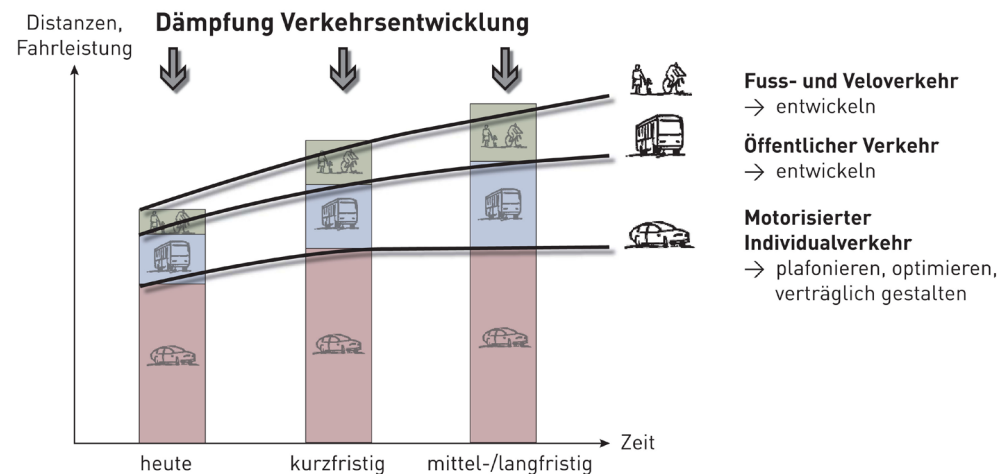 Distanzen,
Fahrleistung
Dämpfung Verkehrsentwicklung
Fuss- und Veloverkehr
→ entwickeln
Öffentlicher Verkehr
→ entwickeln
Motorisierter
Individualverkehr
→ plafonieren, optimieren,
verträglich gestalten
Zeit
heute
kurzfristig
mittel-/langfristig